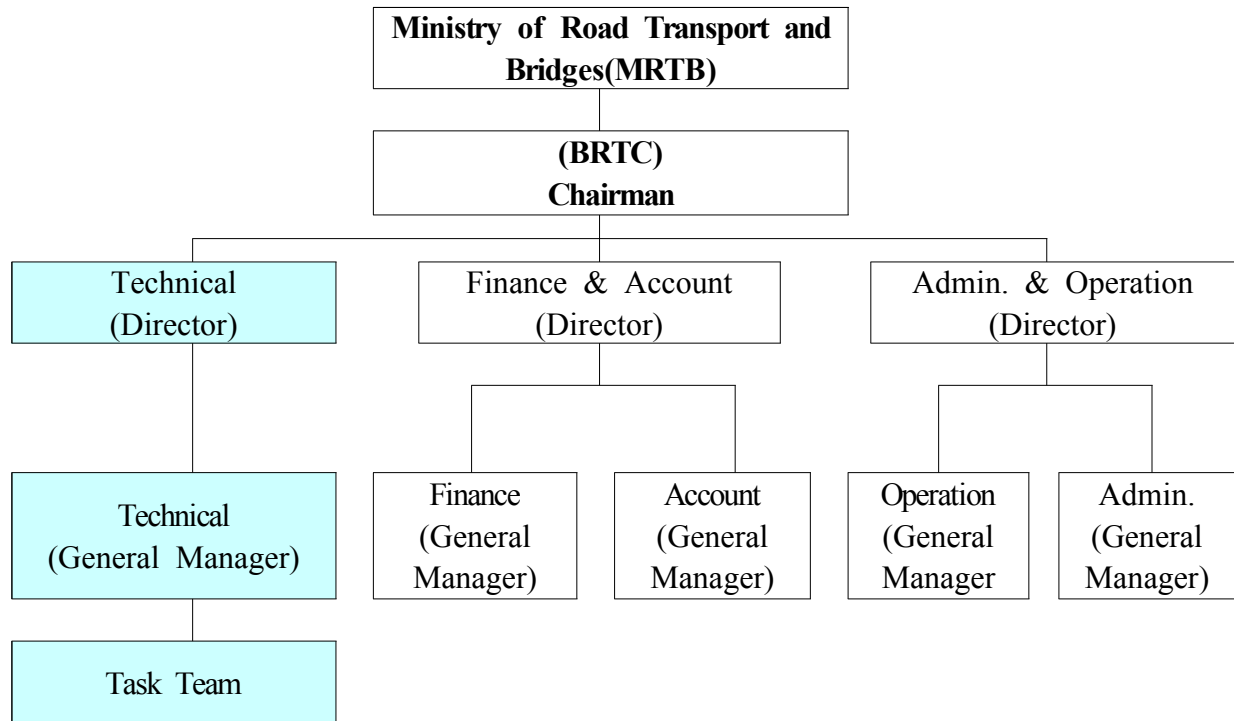 Ministry of Road Transport and
Bridges(MRTB)
(BRTC)
Chairman
Technical
(Director)
Finance & Account
(Director)
Admin. & Operation
(Director)
Technical
(General Manager)
Finance
(General
Manager)
Account
(General
Manager)
Operation
(General
Manager
Admin.
(General
Manager)
Task Team